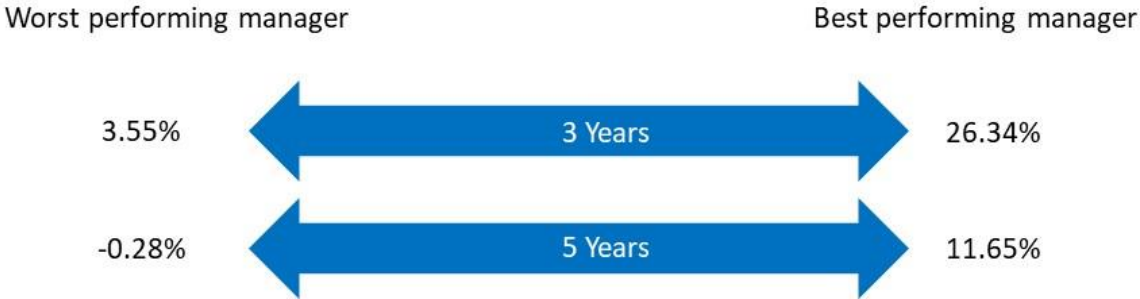 Worst performing manager
Best performing manager
3.55%
3 Years
26.34%
-0.28%
5 Years
11.65%